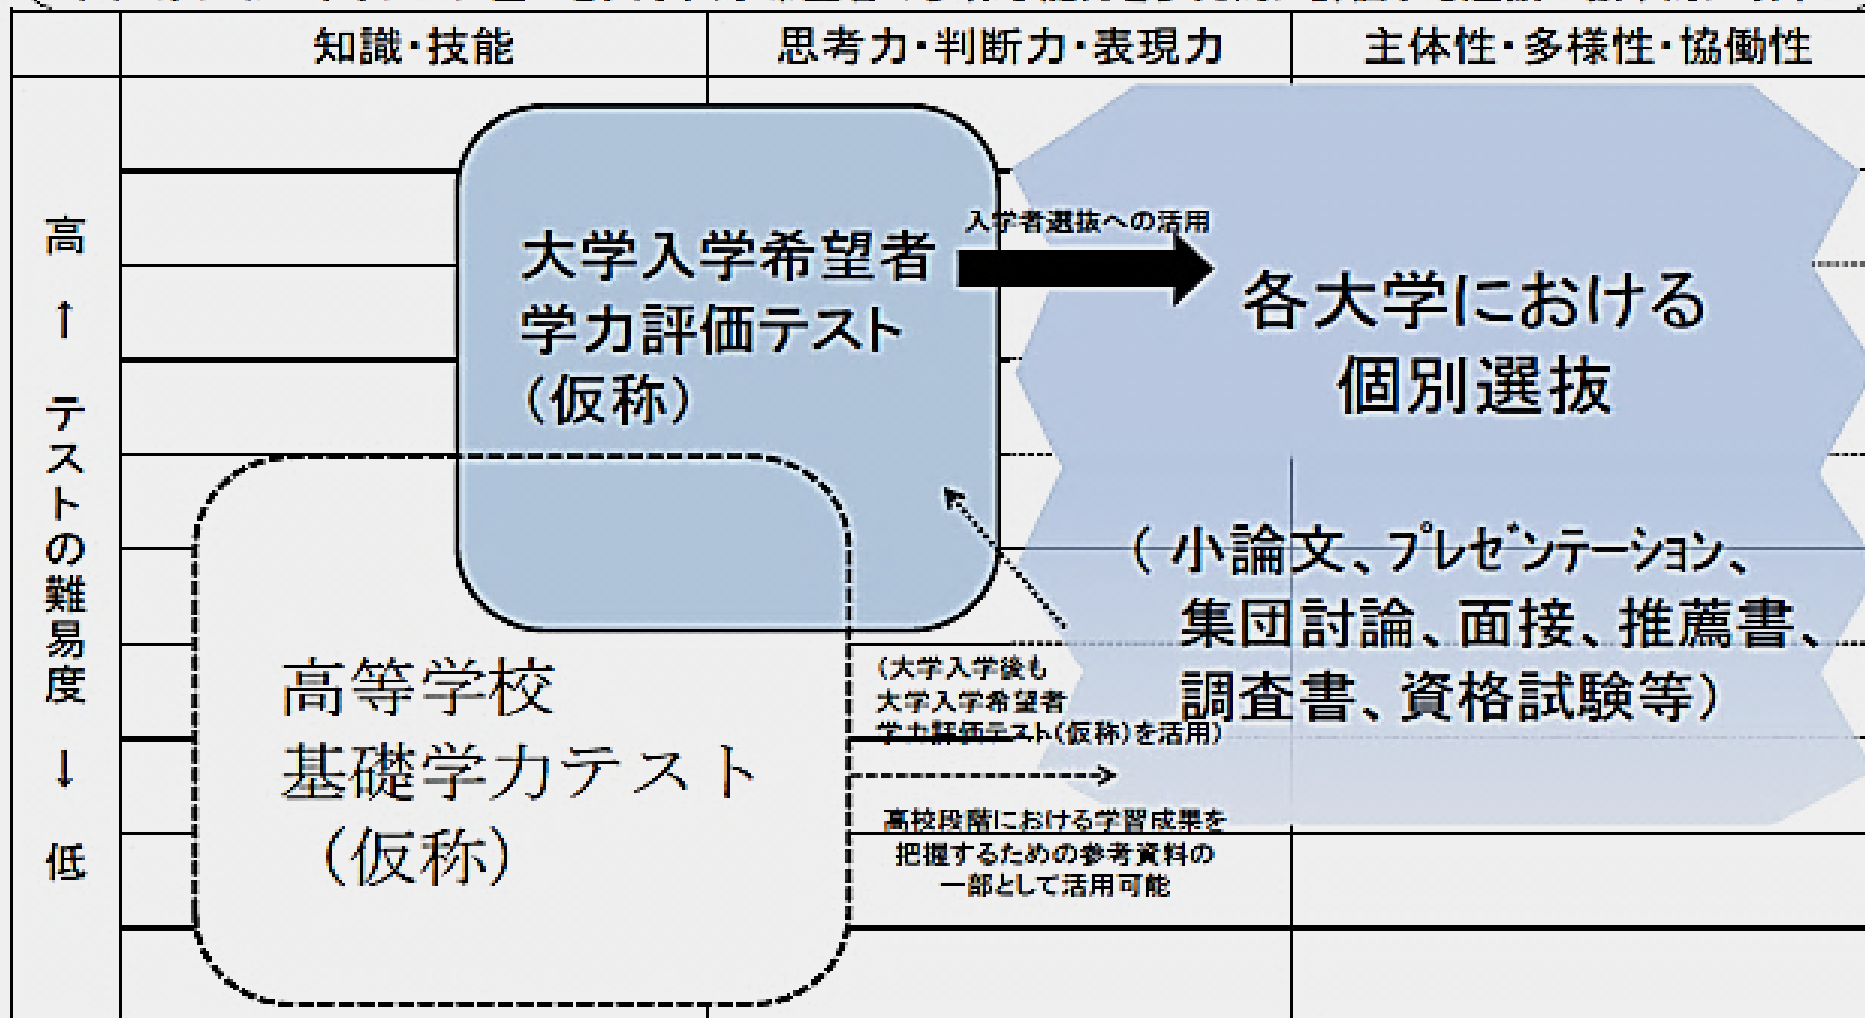 知識・技能
思考力・判断力・表現力
主体性・多様性・協働性
高
↑
テストの難易度
↓
低
大学入学希望者
学力評価テスト
(仮称)
入学者選抜への活用
各大学における
個別選抜
(小論文、プレゼンテーション、
集団討論、面接、推薦書、
調査書、資格試験等)
高等学校
基礎学力テスト
(仮称)
(大学入学後も
大学入学希望者
学力評価テスト(仮称)を活用)
高校段階における学習成果を
把握するための参考資料の
一部として活用可能